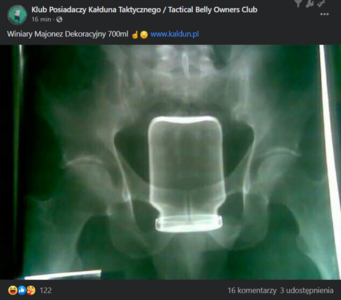 Klub Posiadaczy Kałduna Taktycznego / Tactical Belly Owners Club
16 min ·
Winiary Majonez Dekoracyjny 700ml www.kaldun.pl
122
16 komentarzy 3 udostępnienia